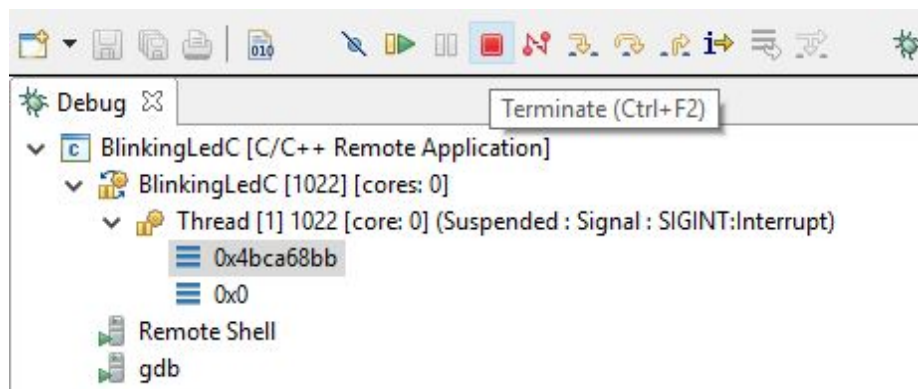 010
i
Debug
Terminate (Ctrl+F2)
c BlinkingLedC [C/C++ Remote Application]
BlinkingLedC [1022] [cores: 0]
Thread [1] 1022 [core: 0] (Suspended : Signal : SIGINT:Interrupt)
0x4bca68bb
0x0
Remote Shell
gdb